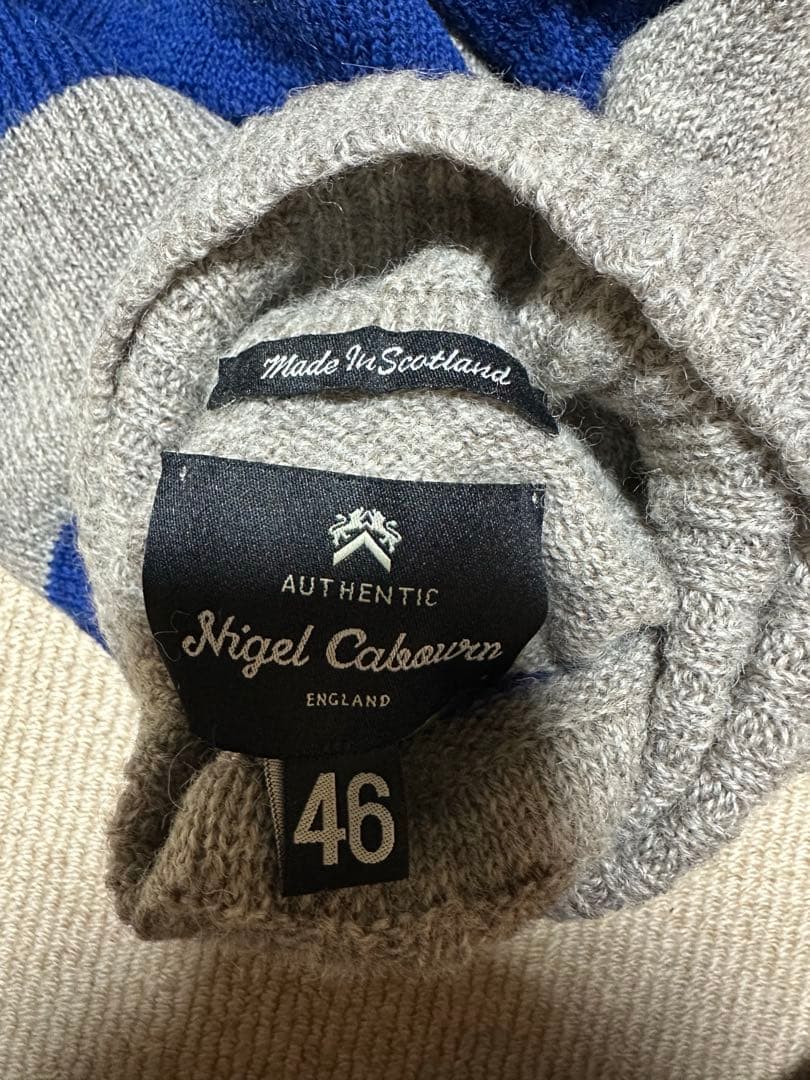 Made In Scotland
AUTHENTIC
Nigel Cabourn
ENGLAND
46